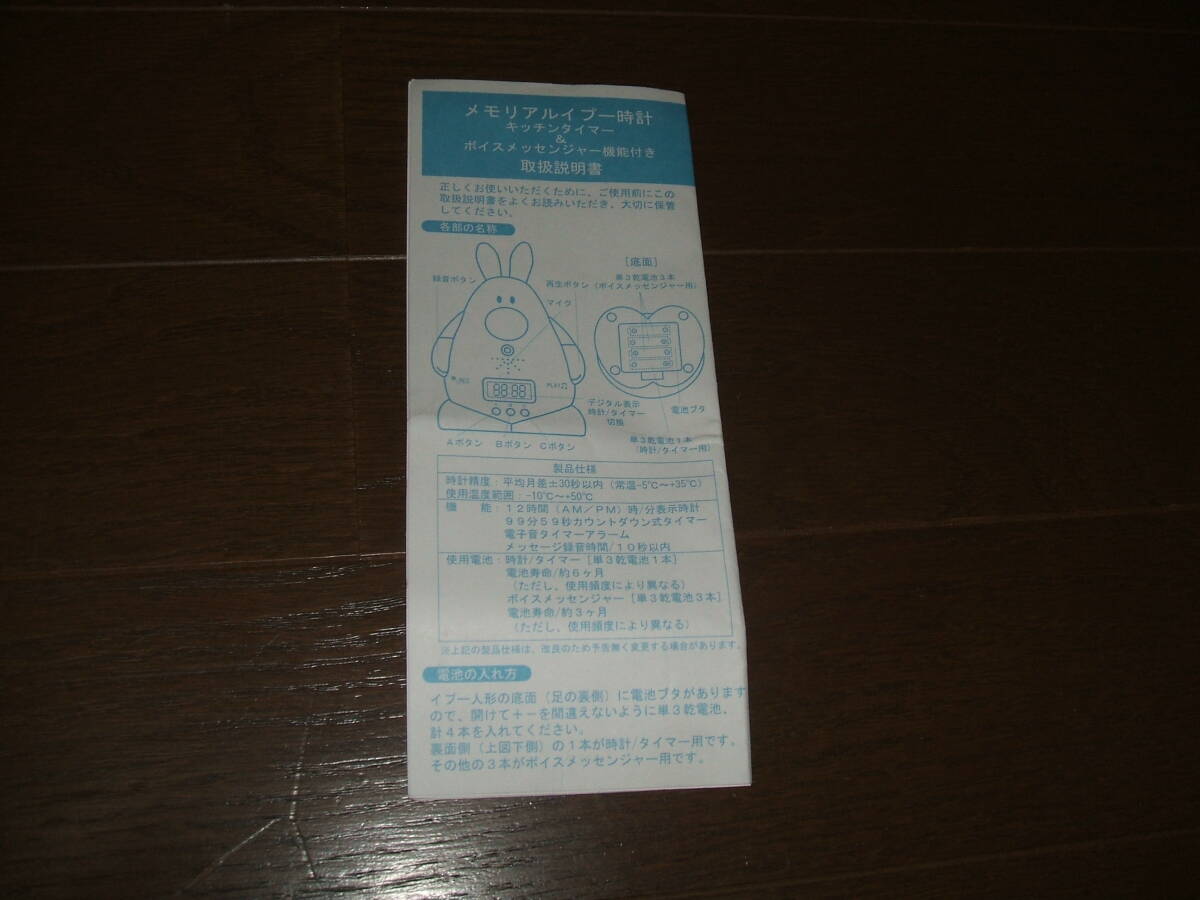 メモリアルイブー時計
キッチンタイマー
&
ボイスメッセンジャー機能付き
取扱説明書
正しくお使いいただくために、ご使用前にこの
取扱説明書をよくお読みいただき、大切に保管
してください。
各部の名称
[底面]
録音ボタン
再生ボタン
単3乾電池3本
(ボイスメッセンジャー用)
マイク
REC
PLAY♫
88:88
デジタル表示
時計/タイマー
切換
電池ブタ
Aボタン Bボタン Cボタン
単3乾電池1本
(時計/タイマー用)
製品仕様
時計精度:平均月差±30秒以内(常温-5℃〜+35℃)
使用温度範囲:-10℃〜+50℃
機 能:12時間(AM/PM)時/分表示時計
99分59秒カウントダウン式タイマー
電子音タイマーアラーム
メッセージ録音時間/10秒以内
使用電池:時計/タイマー[単3乾電池1本]
電池寿命/約6ヶ月
(ただし、使用頻度により異なる)
ボイスメッセンジャー[単3乾電池3本]
電池寿命/約3ヶ月
(ただし、使用頻度により異なる)
※上記の製品仕様は、改良のため予告無く変更する場合があります。
電池の入れ方
イブー人形の底面(足の裏側)に電池ブタがあります
ので、開けて+−を間違えないように単3乾電池、
計4本を入れてください。
裏面側(上図下側)の1本が時計/タイマー用です。
その他の3本がボイスメッセンジャー用です。